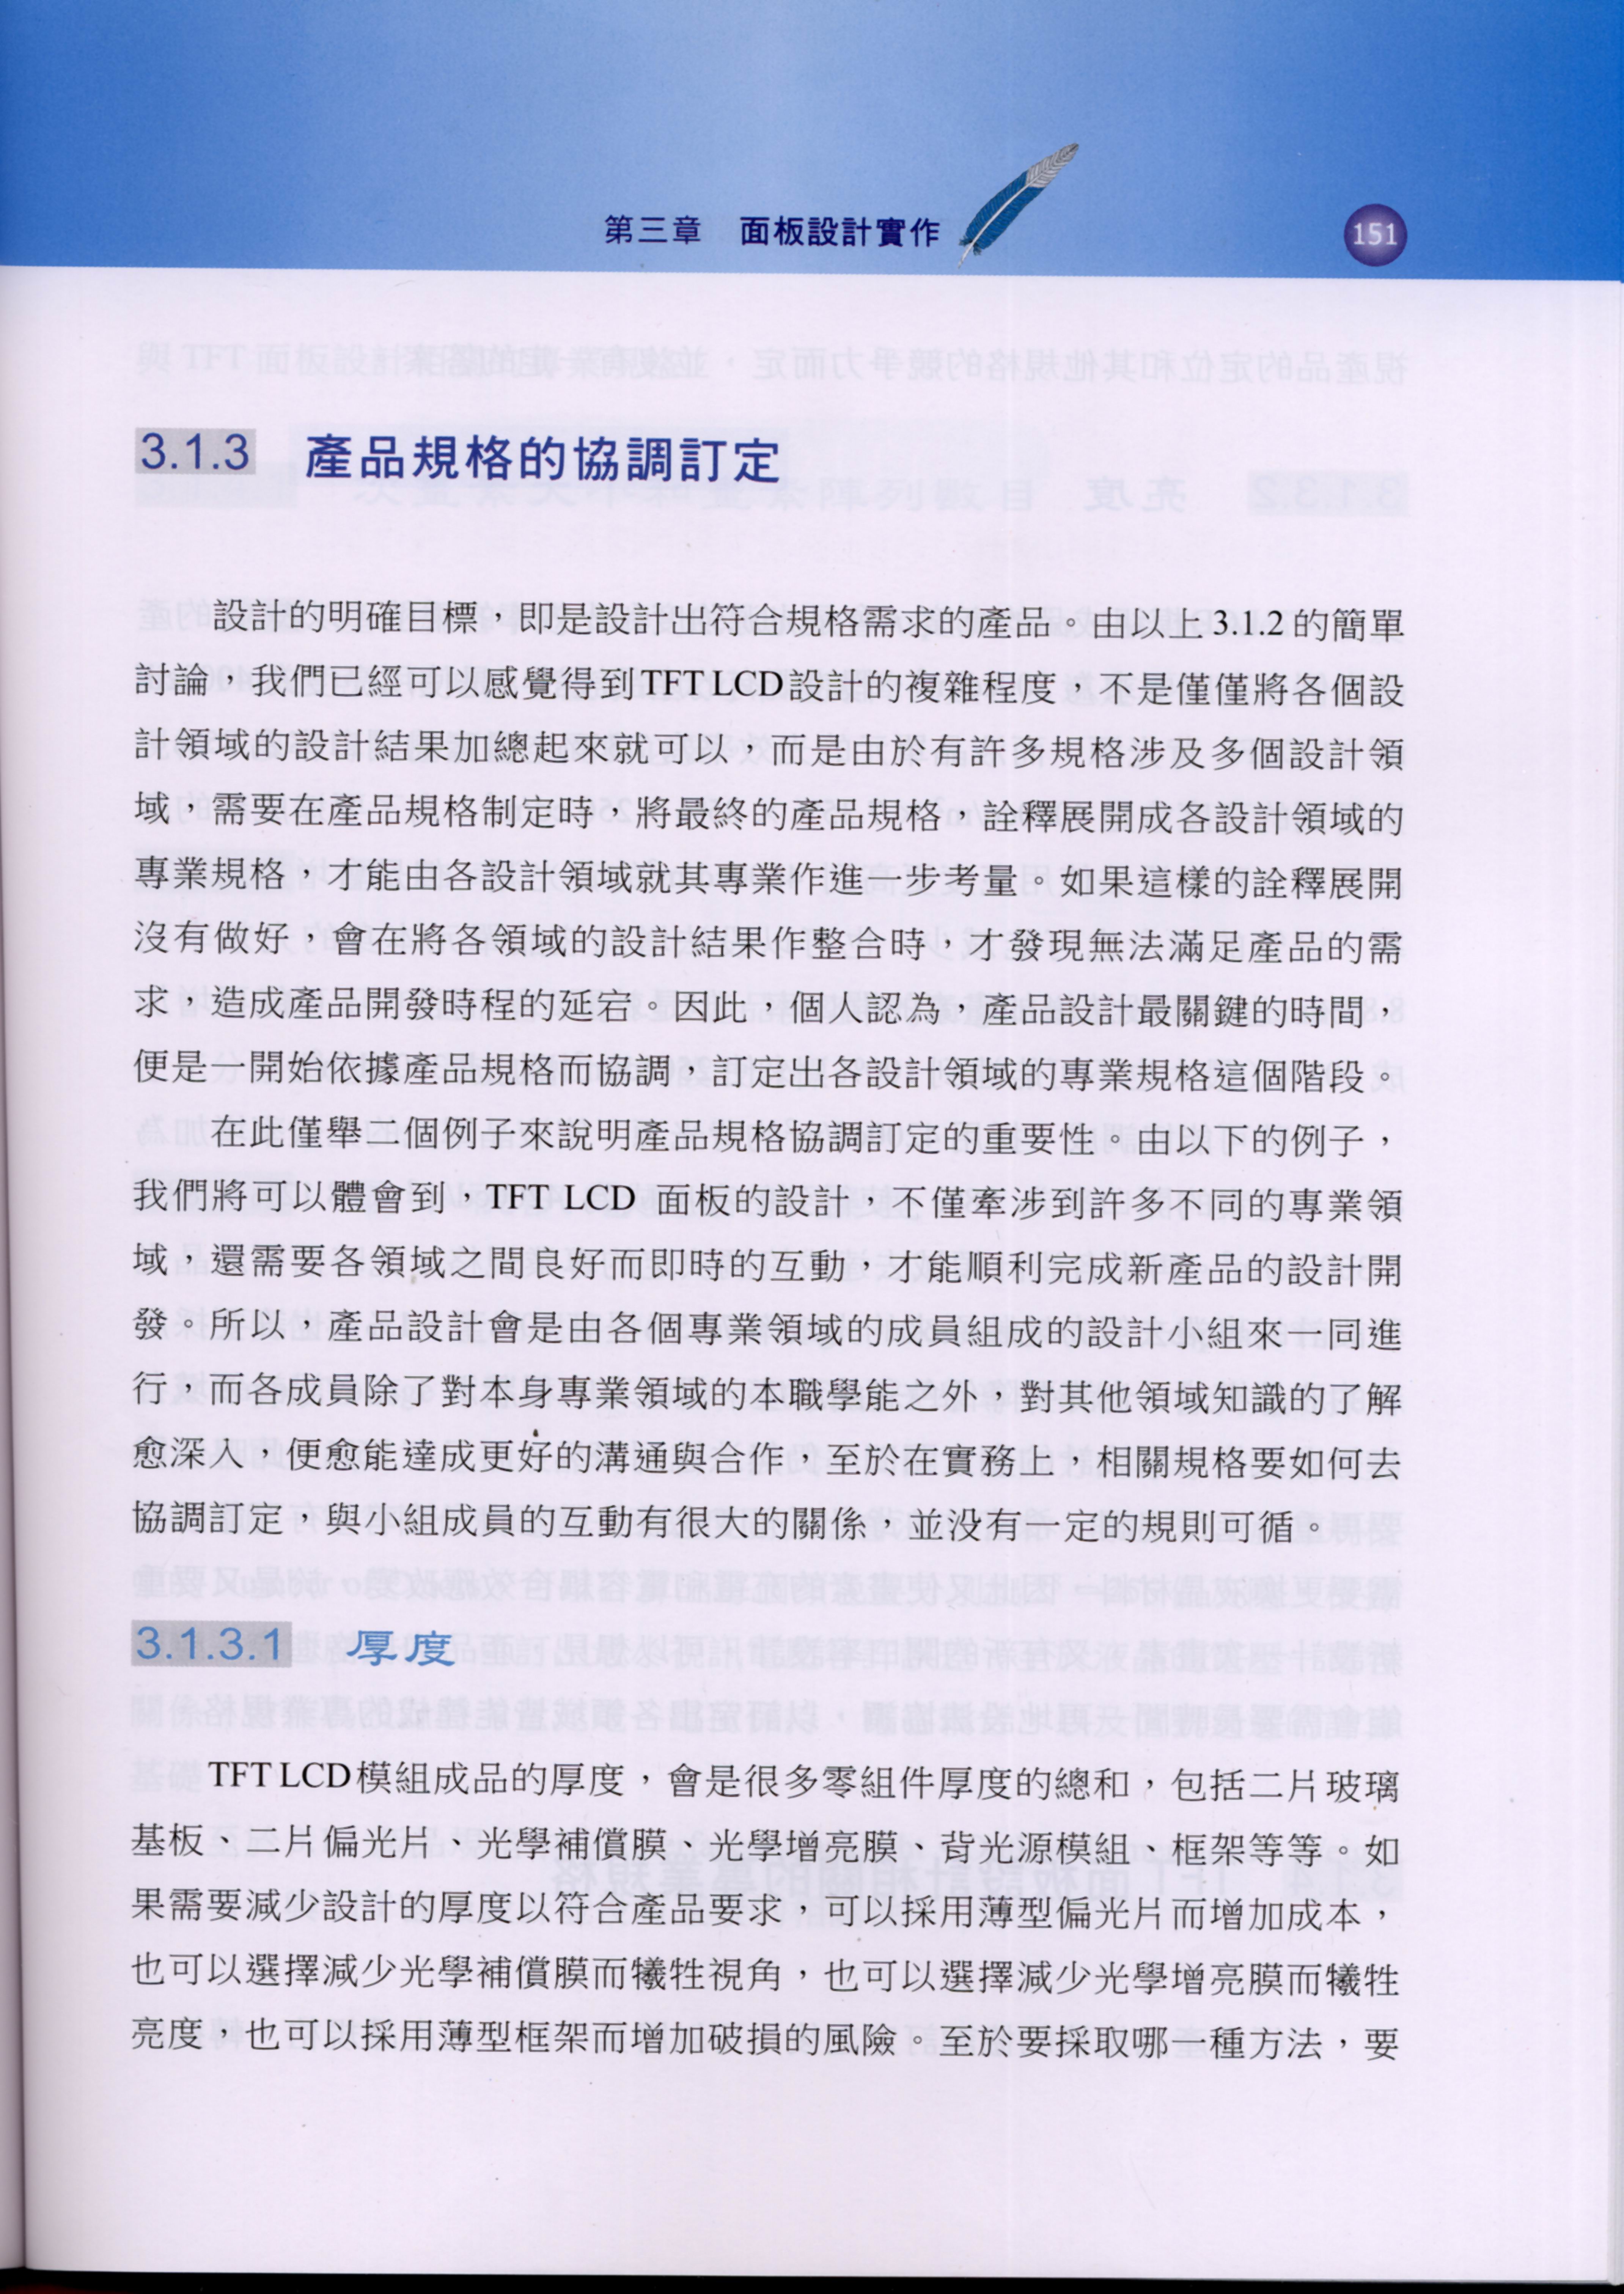 第三章 面板設計實作
151
3.1.3 產品規格的協調訂定
設計的明確目標，即是設計出符合規格需求的產品。由以上 3.1.2 的簡單
討論，我們已經可以感覺得到TFT LCD設計的複雜程度，不是僅僅將各個設
計領域的設計結果加總起來就可以，而是由於有許多規格涉及多個設計領
域，需要在產品規格制定時，將最終的產品規格，詮釋展開成各設計領域的
專業規格，才能由各設計領域就其專業作進一步考量。如果這樣的詮釋展開
沒有做好，會在將各領域的設計結果作整合時，才發現無法滿足產品的需
求，造成產品開發時程的延宕。因此，個人認為，產品設計最關鍵的時間，
便是一開始依據產品規格而協調，訂定出各設計領域的專業規格這個階段。
在此僅舉二個例子來說明產品規格協調訂定的重要性。由以下的例子，
我們將可以體會到，TFT LCD 面板的設計，不僅牽涉到許多不同的專業領
域，還需要各領域之間良好而即時的互動，才能順利完成新產品的設計開
發。所以，產品設計會是由各個專業領域的成員組成的設計小組來一同進
行，而各成員除了對本身專業領域的本職學能之外，對其他領域知識的了解
愈深入，便愈能達成更好的溝通與合作，至於在實務上，相關規格要如何去
協調訂定，與小組成員的互動有很大的關係，並没有一定的規則可循。
3.1.3.1 厚度
TFT LCD模組成品的厚度，會是很多零組件厚度的總和，包括二片玻璃
基板、二片偏光片、光學補償膜、光學增亮膜、背光源模組、框架等等。如
果需要減少設計的厚度以符合產品要求，可以採用薄型偏光片而增加成本，
也可以選擇減少光學補償膜而犧牲視角，也可以選擇減少光學增亮膜而犧牲
亮度，也可以採用薄型框架而增加破損的風險。至於要採取哪一種方法，要